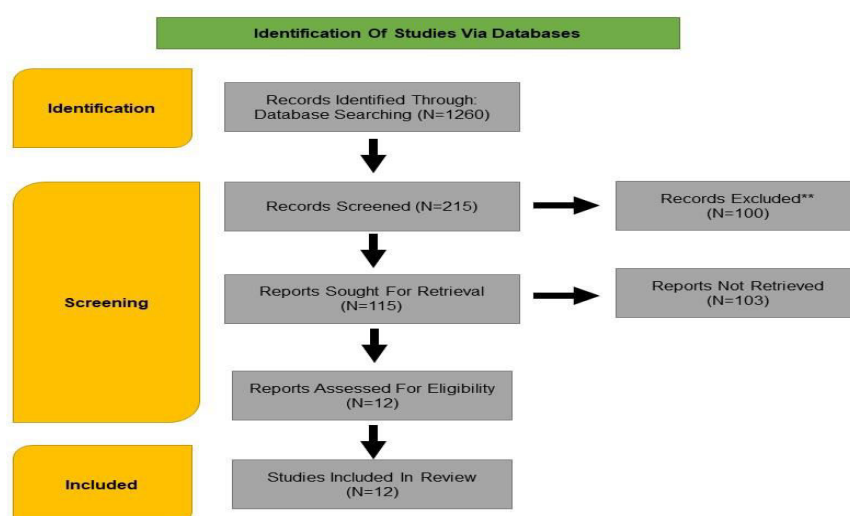 Identification Of Studies Via Databases
Identification
Records Identified Through:
Database Searching (N=1260)
Records Screened (N=215)
Records Excluded**
(N=100)
Screening
Reports Sought For Retrieval
(N=115)
Reports Not Retrieved
(N=103)
Reports Assessed For Eligibility
(N=12)
Included
Studies Included In Review
(N=12)